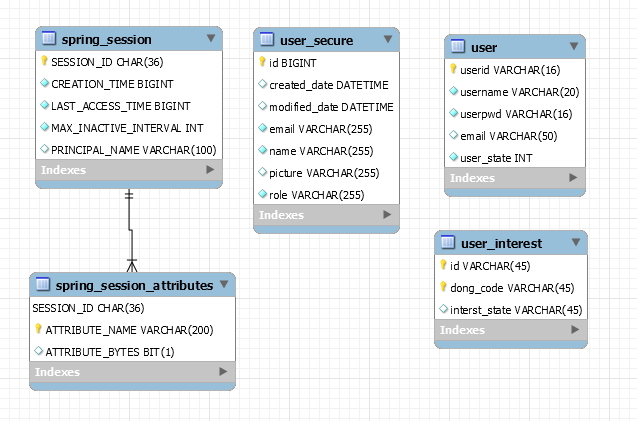 spring_session
SESSION_ID CHAR(36)
CREATION_TIME BIGINT
LAST_ACCESS_TIME BIGINT
MAX_INACTIVE_INTERVAL INT
PRINCIPAL_NAME VARCHAR(100)
Indexes
spring_session_attributes
SESSION_ID CHAR(36)
ATTRIBUTE_NAME VARCHAR(200)
ATTRIBUTE_BYTES BIT(1)
Indexes
user_secure
id BIGINT
created_date DATETIME
modified_date DATETIME
email VARCHAR(255)
name VARCHAR(255)
picture VARCHAR(255)
role VARCHAR(255)
Indexes
user
userid VARCHAR(16)
username VARCHAR(20)
userpwd VARCHAR(16)
email VARCHAR(50)
user_state INT
Indexes
user_interest
id VARCHAR(45)
dong_code VARCHAR(45)
interst_state VARCHAR(45)
Indexes